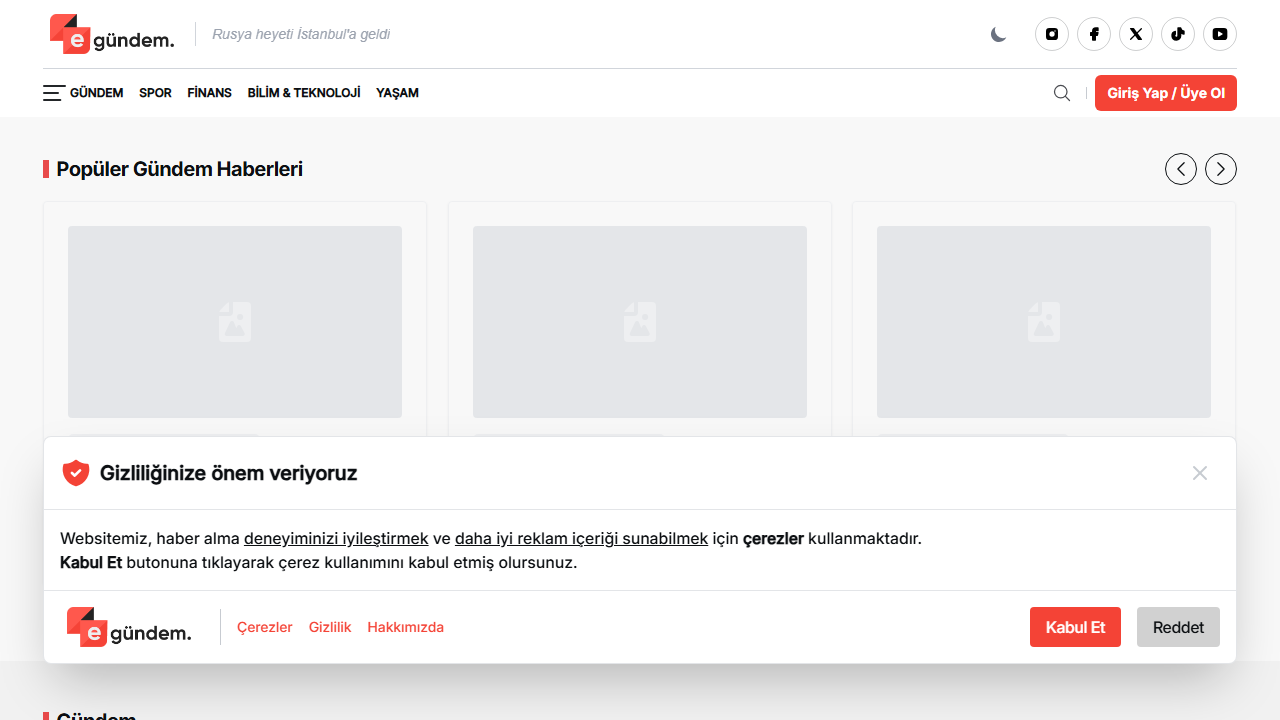 e gündem.
Rusya heyeti İstanbul'a geldi
GÜNDEM SPOR FİNANS BİLİM & TEKNOLOJİ YAŞAM
Giriş Yap / Üye Ol
Popüler Gündem Haberleri
Gizliliğinize önem veriyoruz
Websitemiz, haber alma deneyiminizi iyileştirmek ve daha iyi reklam içeriği sunabilmek için çerezler kullanmaktadır.
Kabul Et butonuna tıklayarak çerez kullanımını kabul etmiş olursunuz.
e gündem.
Çerezler Gizlilik Hakkımızda
Kabul Et Reddet
Gündem